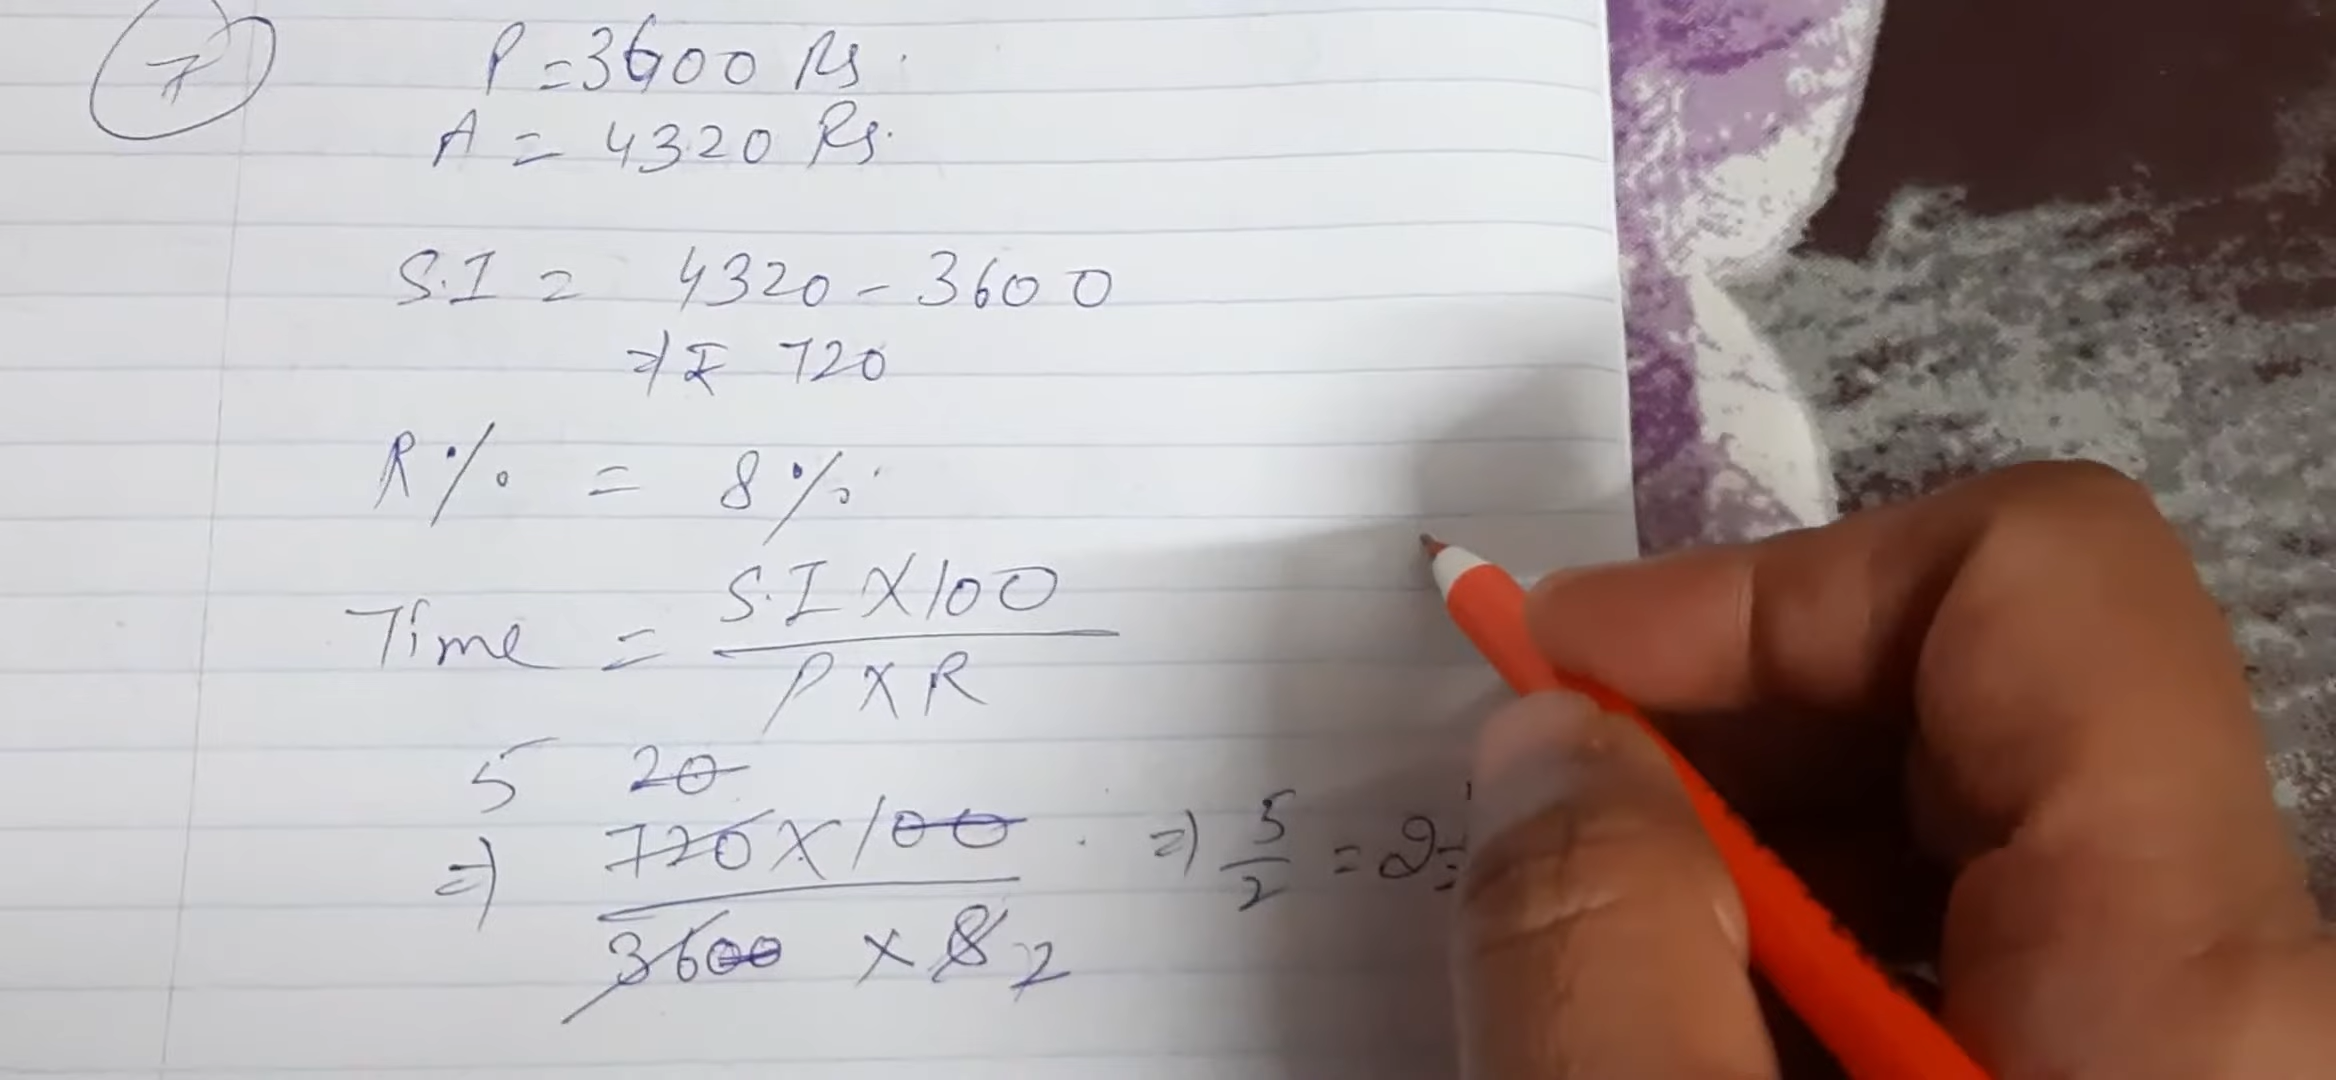 7
P = 3600 Rs.
A = 4320 Rs.
S.I = 4320 - 3600
⇒ ₹ 720
R% = 8%
Time = S.I X 100 / P X R
5 20
⇒ 720 X 100 / 3600 X 8 2 ⇒ 5/2 = 2